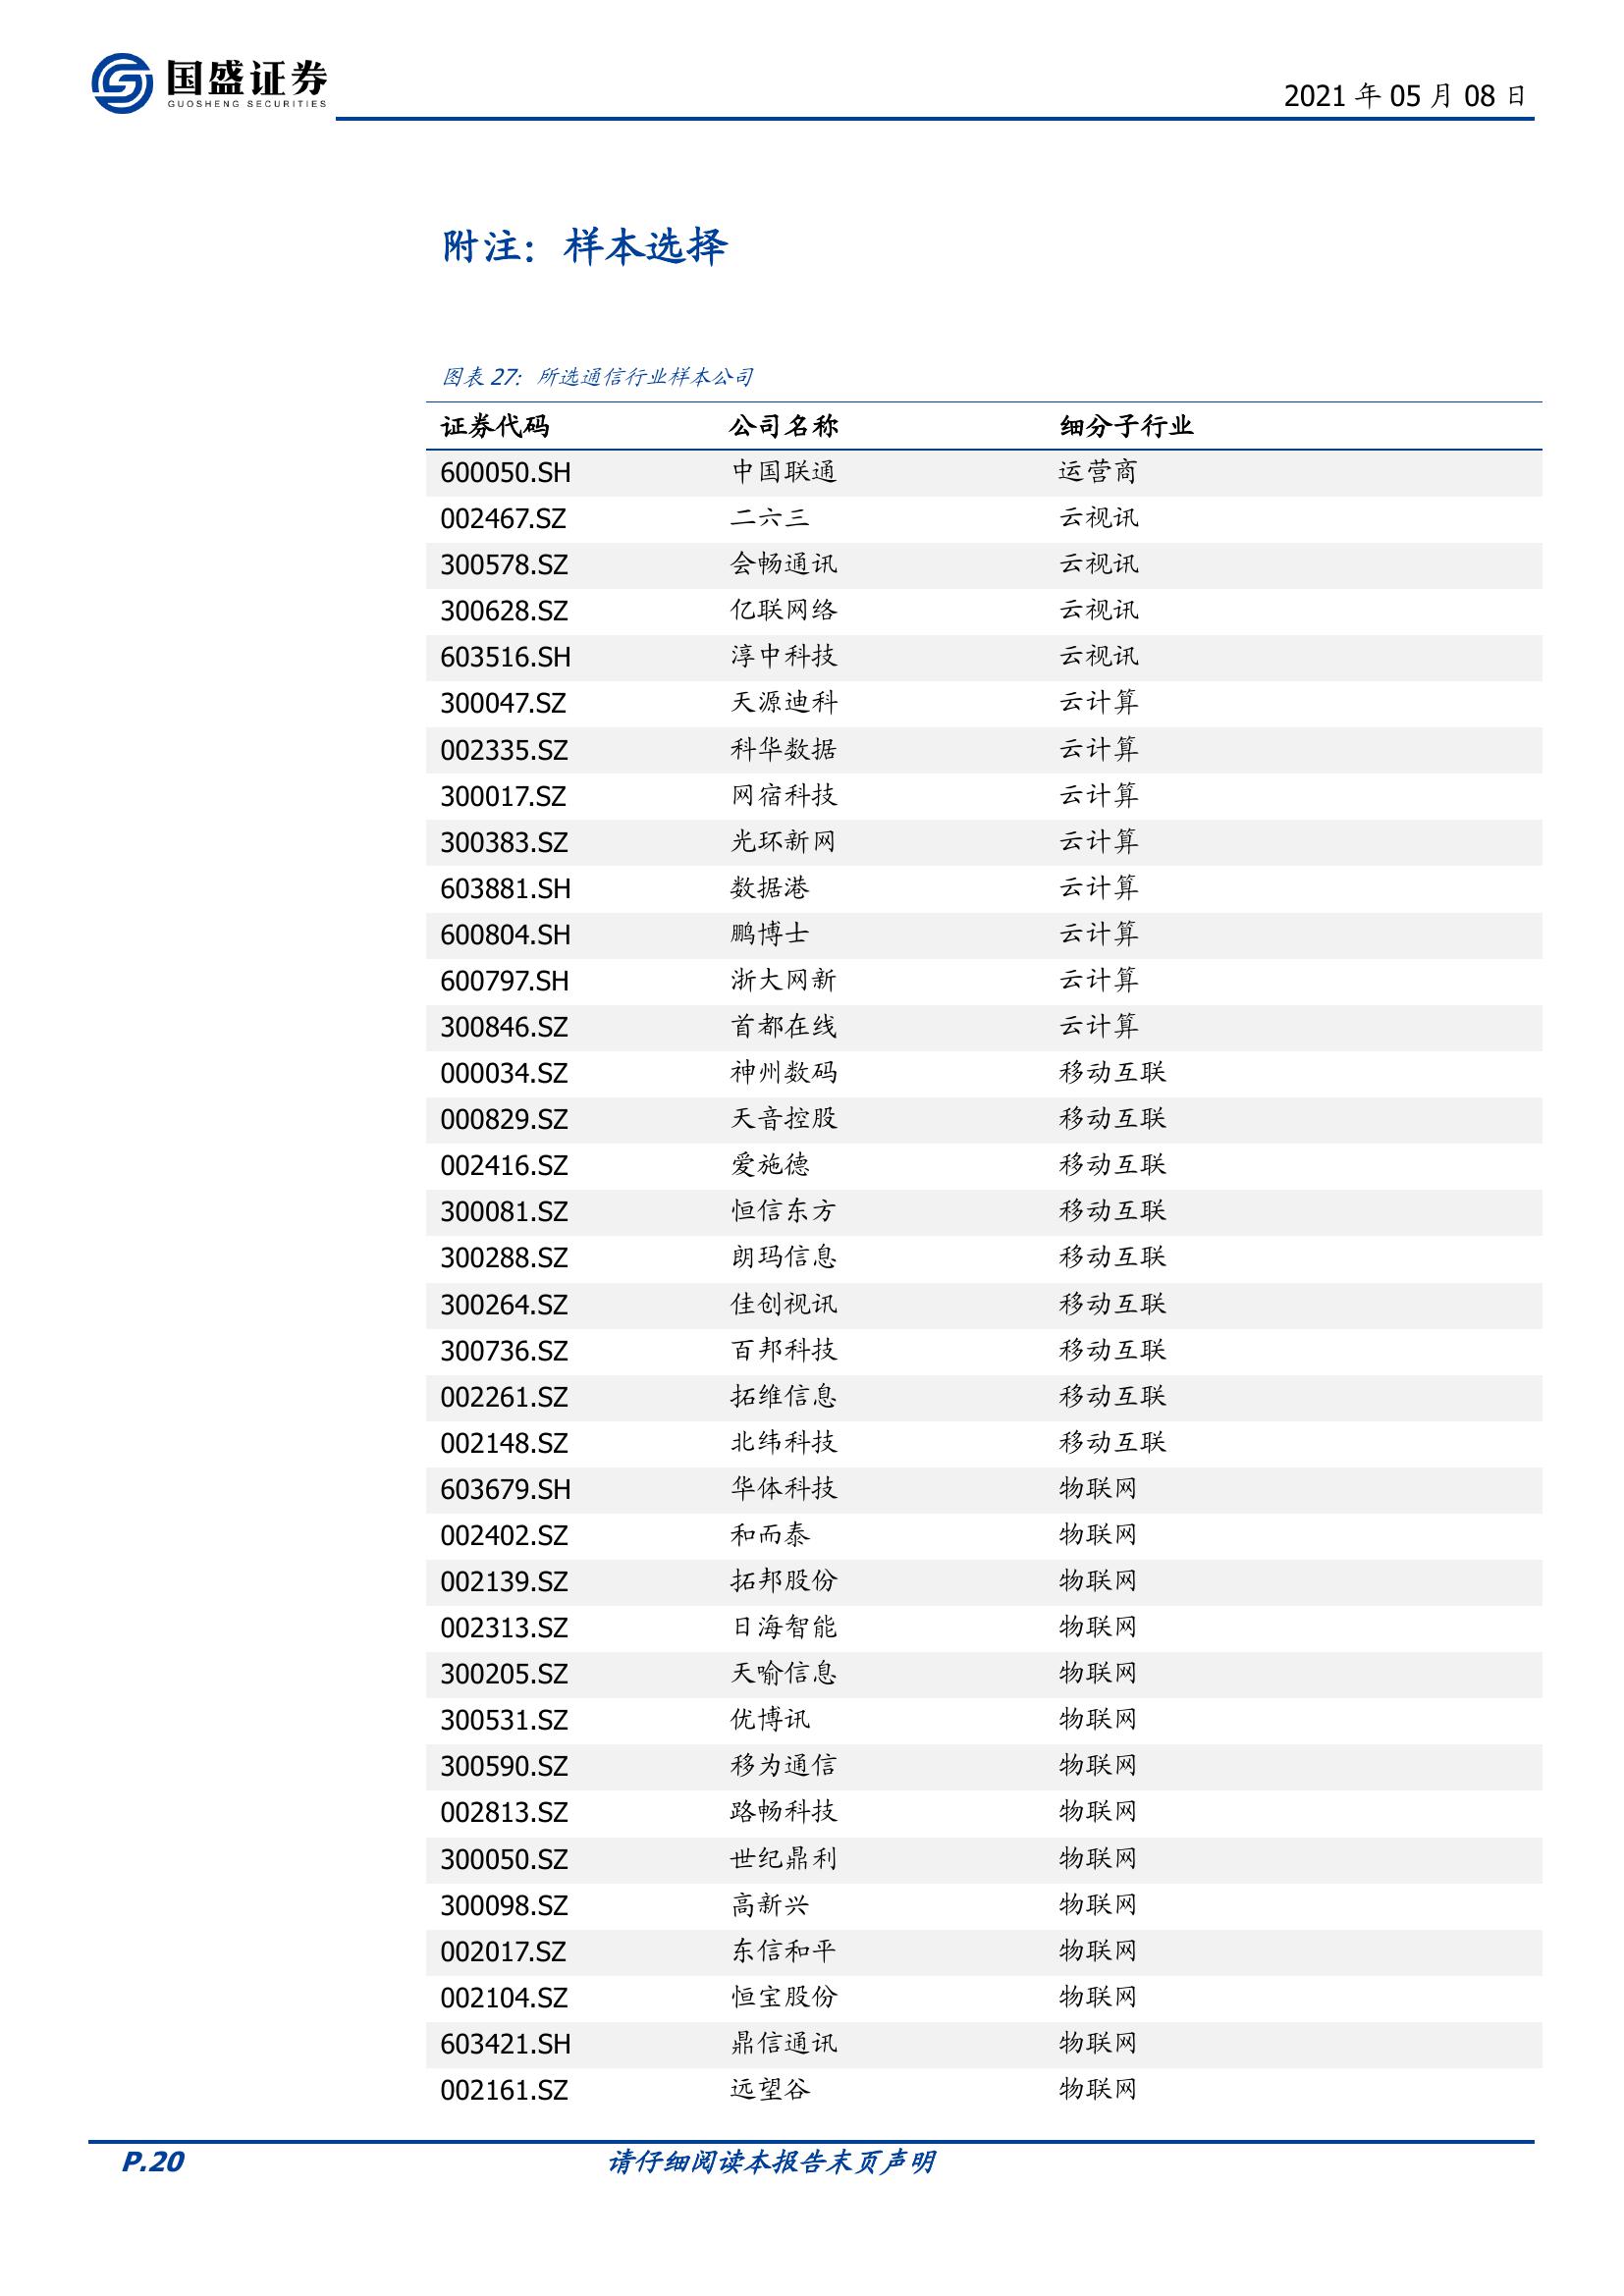 国盛证券
GUOSHENG SECURITIES
2021 年 05 月 08 日
附注：样本选择
图表 27：所选通信行业样本公司
证券代码 公司名称 细分子行业
600050.SH 中国联通 运营商
002467.SZ 二六三 云视讯
300578.SZ 会畅通讯 云视讯
300628.SZ 亿联网络 云视讯
603516.SH 淳中科技 云视讯
300047.SZ 天源迪科 云计算
002335.SZ 科华数据 云计算
300017.SZ 网宿科技 云计算
300383.SZ 光环新网 云计算
603881.SH 数据港 云计算
600804.SH 鹏博士 云计算
600797.SH 浙大网新 云计算
300846.SZ 首都在线 云计算
000034.SZ 神州数码 移动互联
000829.SZ 天音控股 移动互联
002416.SZ 爱施德 移动互联
300081.SZ 恒信东方 移动互联
300288.SZ 朗玛信息 移动互联
300264.SZ 佳创视讯 移动互联
300736.SZ 百邦科技 移动互联
002261.SZ 拓维信息 移动互联
002148.SZ 北纬科技 移动互联
603679.SH 华体科技 物联网
002402.SZ 和而泰 物联网
002139.SZ 拓邦股份 物联网
002313.SZ 日海智能 物联网
300205.SZ 天喻信息 物联网
300531.SZ 优博讯 物联网
300590.SZ 移为通信 物联网
002813.SZ 路畅科技 物联网
300050.SZ 世纪鼎利 物联网
300098.SZ 高新兴 物联网
002017.SZ 东信和平 物联网
002104.SZ 恒宝股份 物联网
603421.SH 鼎信通讯 物联网
002161.SZ 远望谷 物联网
P.20 请仔细阅读本报告末页声明